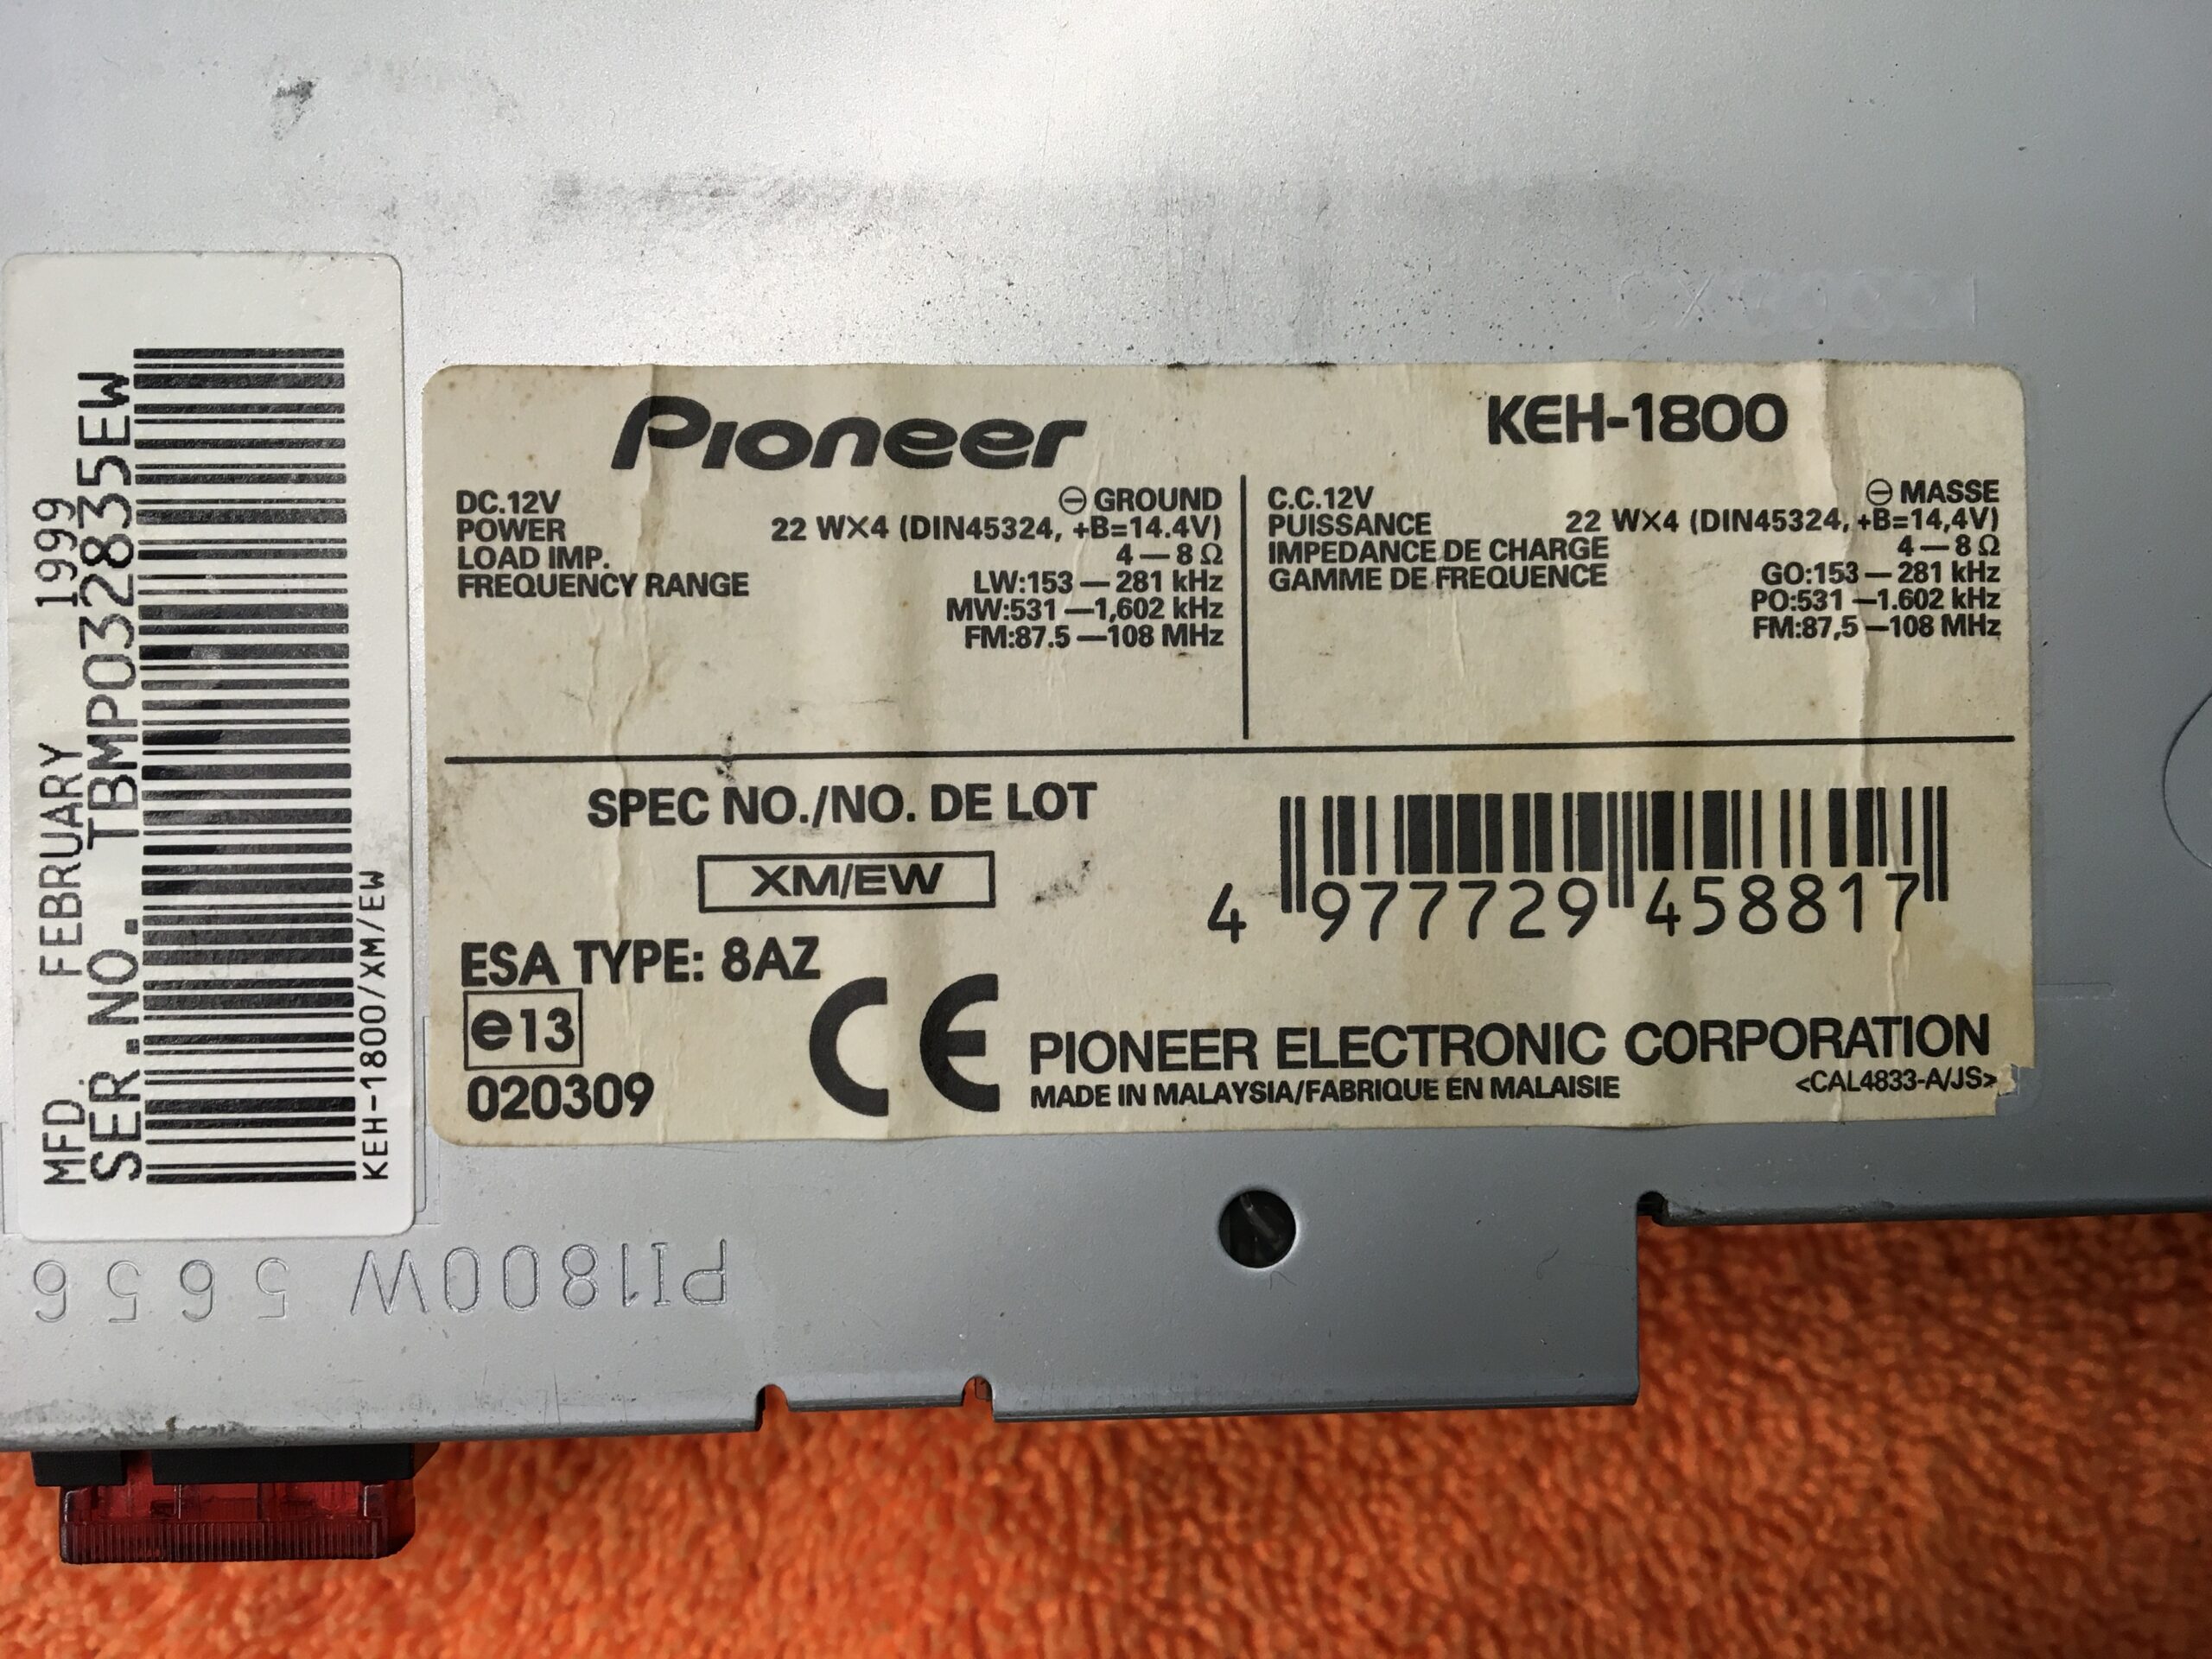 MFD FEBRUARY 1999
SER.NO. TBMP032835EW
KEH-1800/XM/EW
Pioneer
KEH-1800
DC.12V ⊖ GROUND
POWER 22 W×4 (DIN45324, +B=14.4V)
LOAD IMP. 4 — 8 Ω
FREQUENCY RANGE LW:153 — 281 kHz
MW:531 —1,602 kHz
FM:87.5 —108 MHz
C.C.12V ⊖ MASSE
PUISSANCE 22 W×4 (DIN45324, +B=14,4V)
IMPEDANCE DE CHARGE 4 — 8 Ω
GAMME DE FREQUENCE GO:153 — 281 kHz
PO:531 —1.602 kHz
FM:87,5 —108 MHz
SPEC NO./NO. DE LOT
XM/EW
4 977729 458817
ESA TYPE: 8AZ
e13
020309
CE
PIONEER ELECTRONIC CORPORATION
MADE IN MALAYSIA/FABRIQUE EN MALAISIE <CAL4833-A/JS>
PI1800W 5656